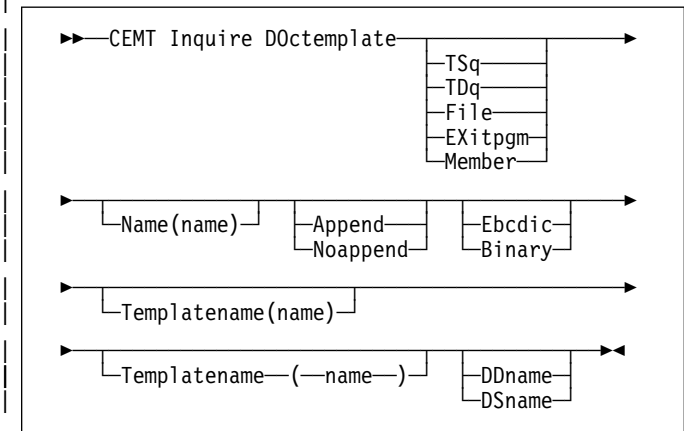 CEMT Inquire DOctemplate
TSq
TDq
File
EXitpgm
Member
Name(name) Append Ebcdic
Noappend Binary
Templatename(name)
Templatename ( name ) DDname
DSname